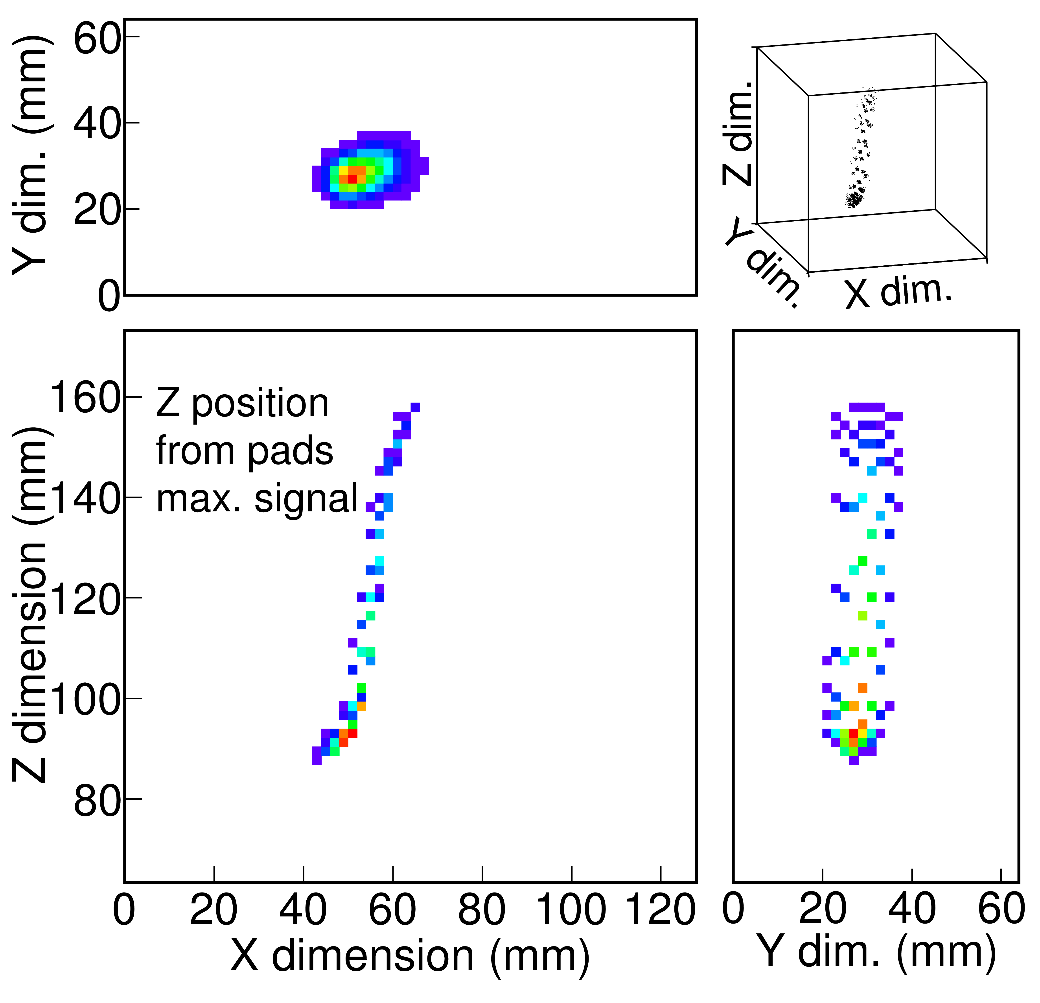 60
40
20
0
Y dim. (mm)
Z dim.
Y dim.
X dim.
160
140
120
100
80
Z dimension (mm)
Z position
from pads
max. signal
0 20 40 60 80 100 120
X dimension (mm)
0 20 40 60
Y dim. (mm)